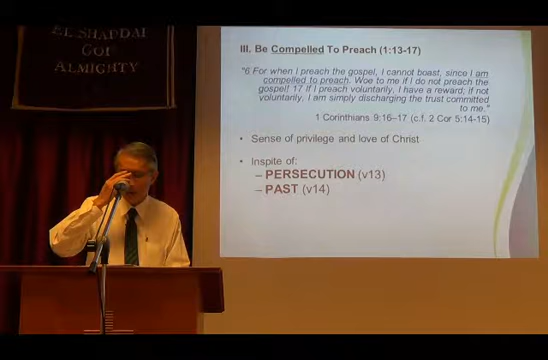 EL SHADDAI
GOD
ALMIGHTY
III. Be Compelled To Preach (1:13-17)
"6 For when I preach the gospel, I cannot boast, since I am
compelled to preach. Woe to me if I do not preach the
gospel! 17 If I preach voluntarily, I have a reward; if not
voluntarily, I am simply discharging the trust committed
to me."
1 Corinthians 9:16–17 (c.f. 2 Cor 5:14-15)
• Sense of privilege and love of Christ
• Inspite of:
– PERSECUTION (v13)
– PAST (v14)